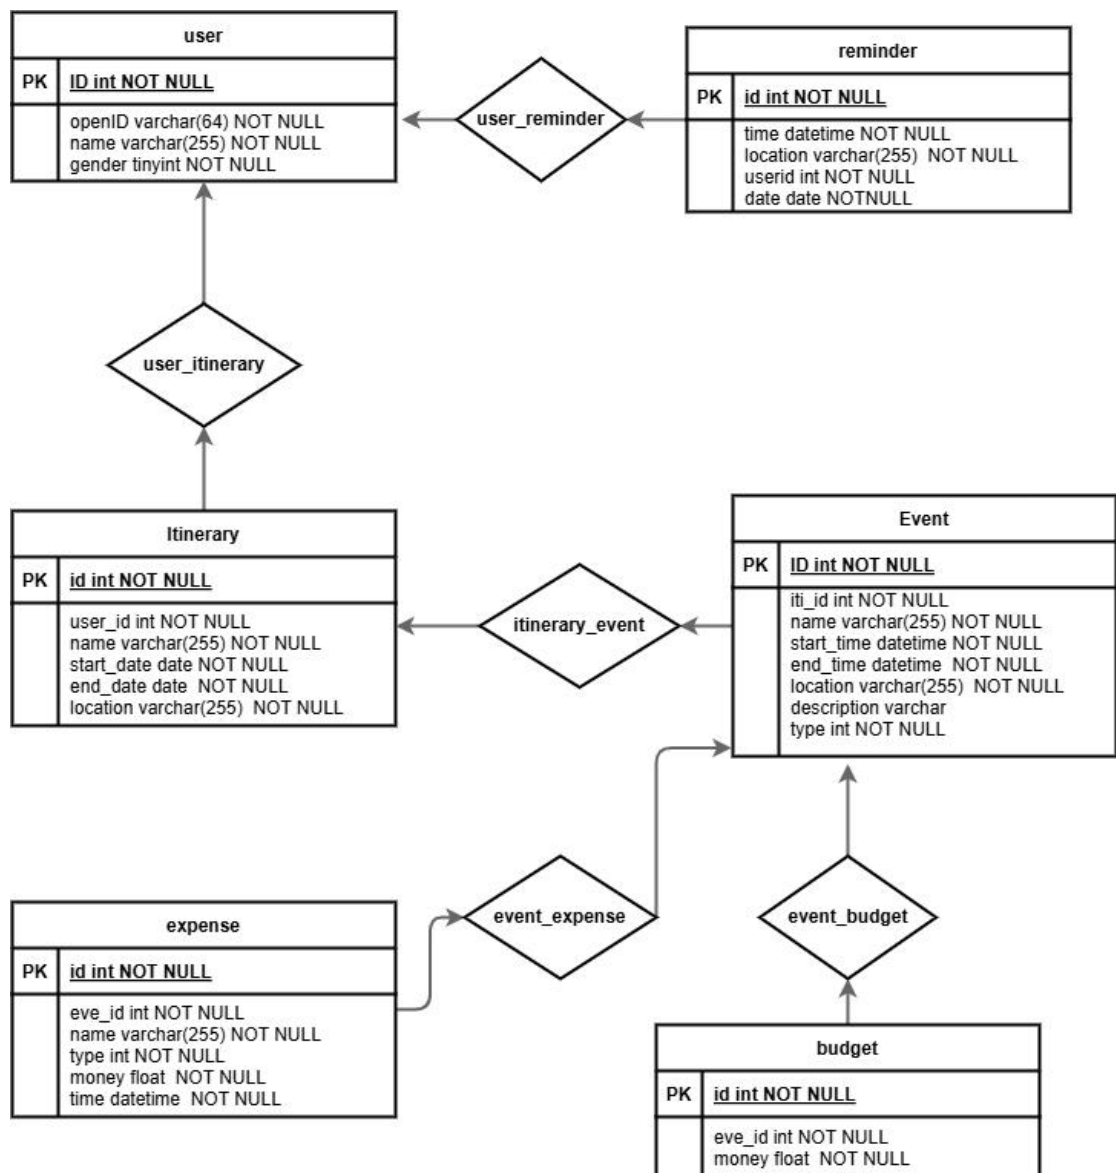 user
PK ID int NOT NULL
openID varchar(64) NOT NULL
name varchar(255) NOT NULL
gender tinyint NOT NULL
user_reminder
reminder
PK id int NOT NULL
time datetime NOT NULL
location varchar(255) NOT NULL
userid int NOT NULL
date date NOTNULL
user_itinerary
Itinerary
PK id int NOT NULL
user_id int NOT NULL
name varchar(255) NOT NULL
start_date date NOT NULL
end_date date NOT NULL
location varchar(255) NOT NULL
itinerary_event
Event
PK ID int NOT NULL
iti_id int NOT NULL
name varchar(255) NOT NULL
start_time datetime NOT NULL
end_time datetime NOT NULL
location varchar(255) NOT NULL
description varchar
type int NOT NULL
expense
PK id int NOT NULL
eve_id int NOT NULL
name varchar(255) NOT NULL
type int NOT NULL
money float NOT NULL
time datetime NOT NULL
event_expense
event_budget
budget
PK id int NOT NULL
eve_id int NOT NULL
money float NOT NULL